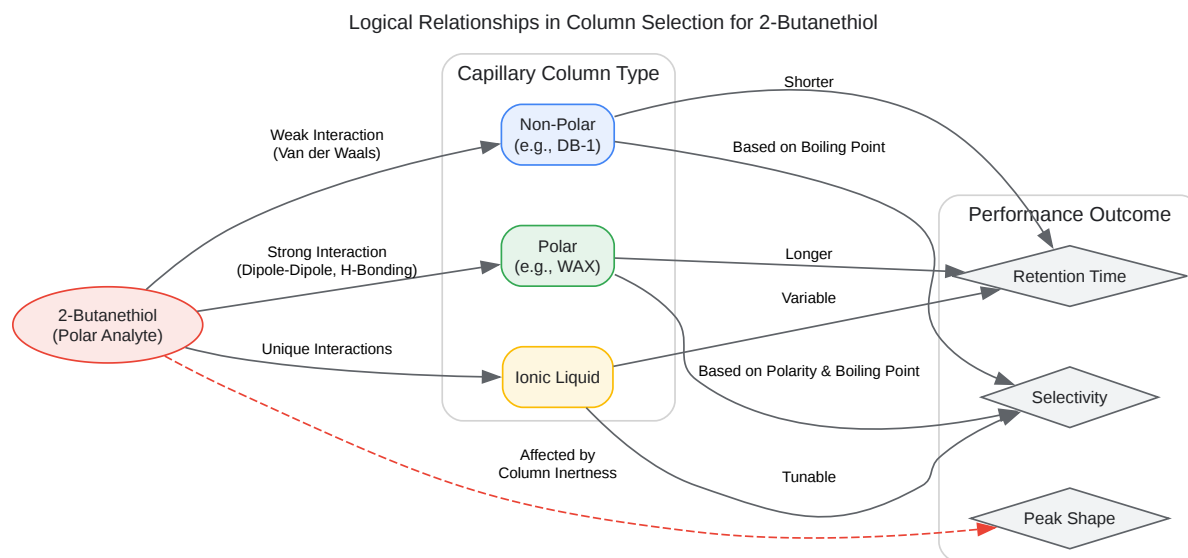 Logical Relationships in Column Selection for 2-Butanethiol
Capillary Column Type
Shorter
Non-Polar
(e.g., DB-1)
Weak Interaction
(Van der Waals)
Based on Boiling Point
Performance Outcome
Polar
(e.g., WAX)
Strong Interaction
(Dipole-Dipole, H-Bonding)
Longer
Retention Time
Variable
2-Butanethiol
(Polar Analyte)
Unique Interactions
Ionic Liquid
Based on Polarity & Boiling Point
Selectivity
Affected by
Column Inertness
Tunable
Peak Shape